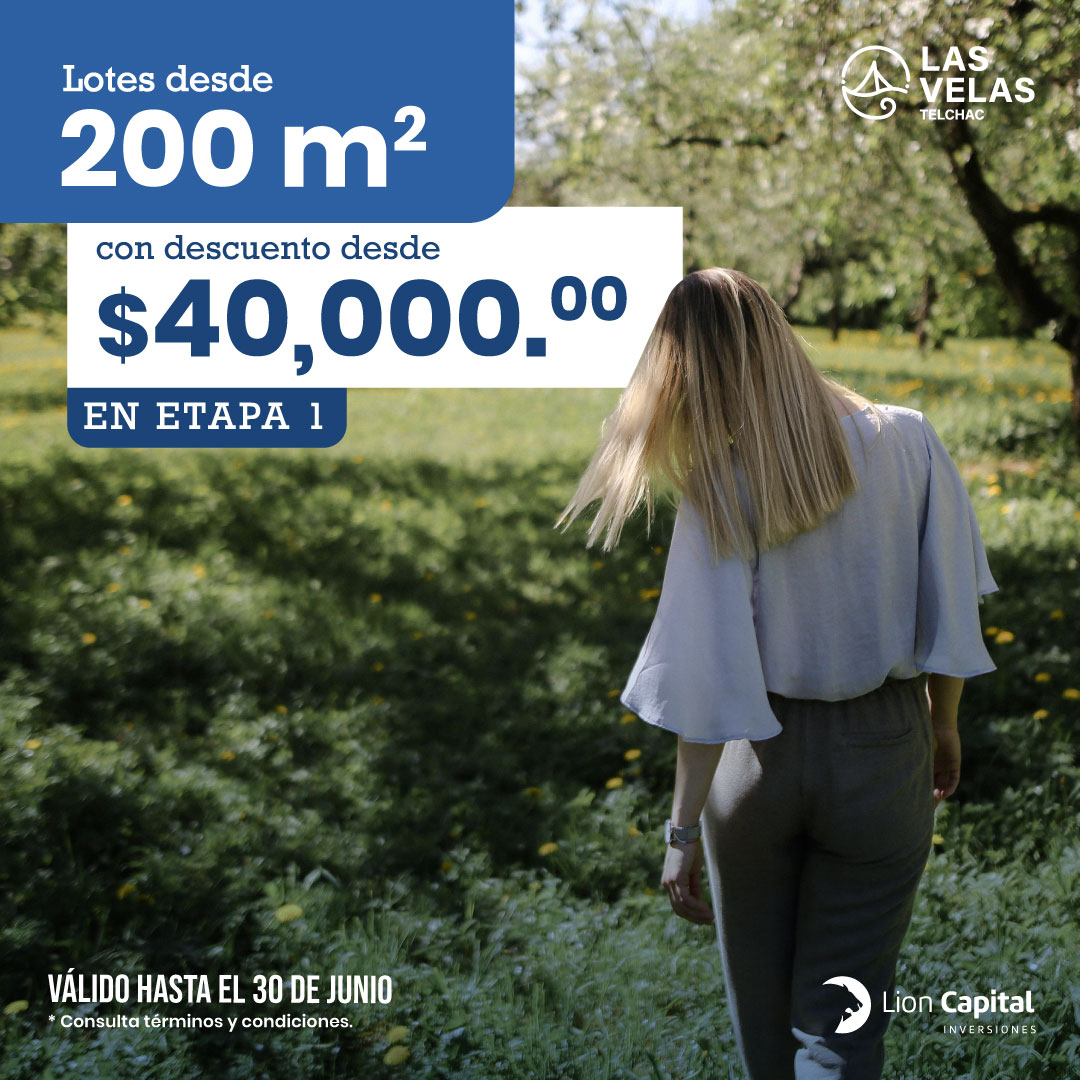 Lotes desde
200 m²
con descuento desde
$40,000.⁰⁰
EN ETAPA 1
LAS
VELAS
TELCHAC
VÁLIDO HASTA EL 30 DE JUNIO
* Consulta términos y condiciones.
Lion Capital
INVERSIONES